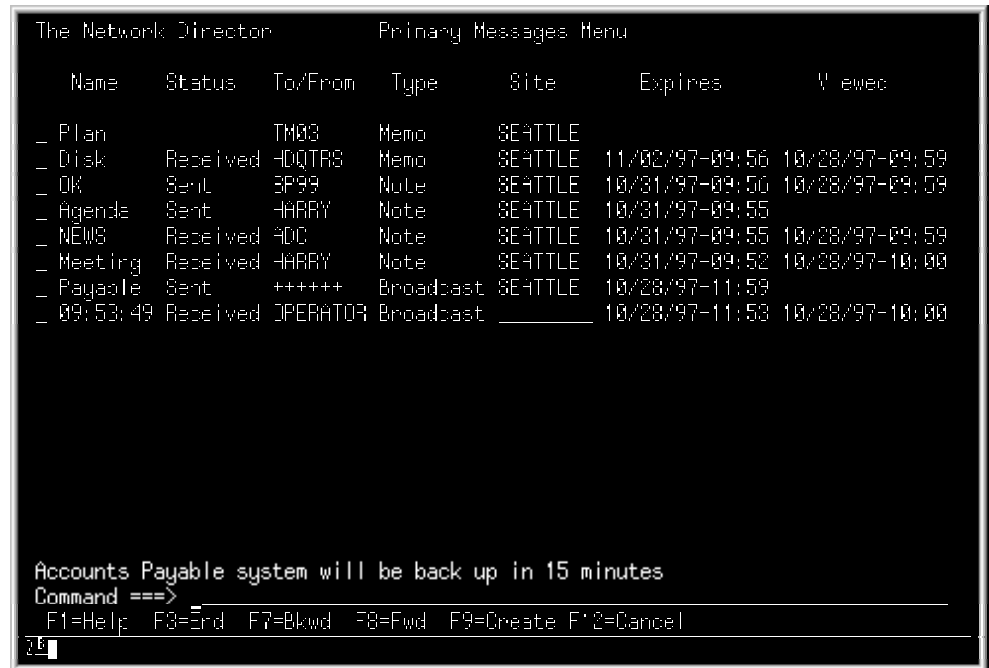 The Network Director Primary Messages Menu
Name Status To/From Type Site Expires Viewed
_ Plan TM03 Memo SEATTLE
_ Disk Received HDQTRS Memo SEATTLE 11/02/97-09:56 10/28/97-09:59
_ OK Sent BP99 Note SEATTLE 10/31/97-09:56 10/28/97-09:59
_ Agenda Sent HARRY Note SEATTLE 10/31/97-09:55
_ NEWS Received ADC Note SEATTLE 10/31/97-09:55 10/28/97-09:59
_ Meeting Received HARRY Note SEATTLE 10/31/97-09:52 10/28/97-10:00
_ Payable Sent ++++++ Broadcast SEATTLE 10/28/97-11:59
_ 09:53:49 Received OPERATOR Broadcast ________ 10/28/97-11:53 10/28/97-10:00
Accounts Payable system will be back up in 15 minutes
Command ===> _
F1=Help F3=End F7=Bkwd F8=Fwd F9=Create F12=Cancel